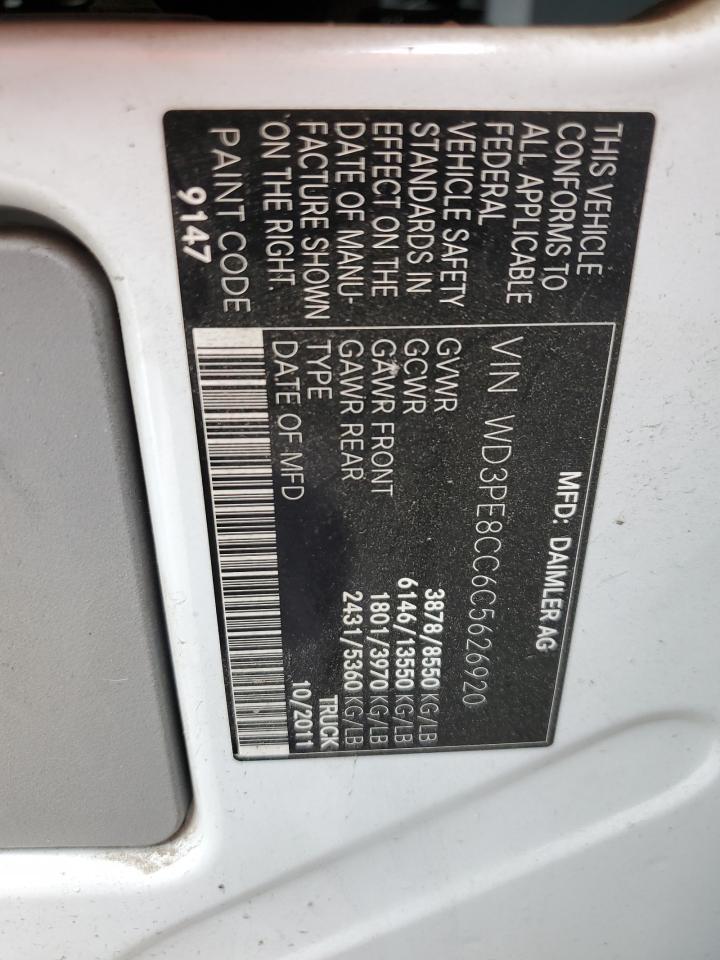 THIS VEHICLE
CONFORMS TO
ALL APPLICABLE
FEDERAL
VEHICLE SAFETY
STANDARDS IN
EFFECT ON THE
DATE OF MANU-
FACTURE SHOWN
ON THE RIGHT.
PAINT CODE
9147
MFD: DAIMLER AG
VIN WD3PE8CC6C5626920
GVWR 3878/8550 KG/LB
GCWR 6146/13550 KG/LB
GAWR FRONT 1801/3970 KG/LB
GAWR REAR 2431/5360 KG/LB
TYPE TRUCK
DATE OF MFD 10/2011